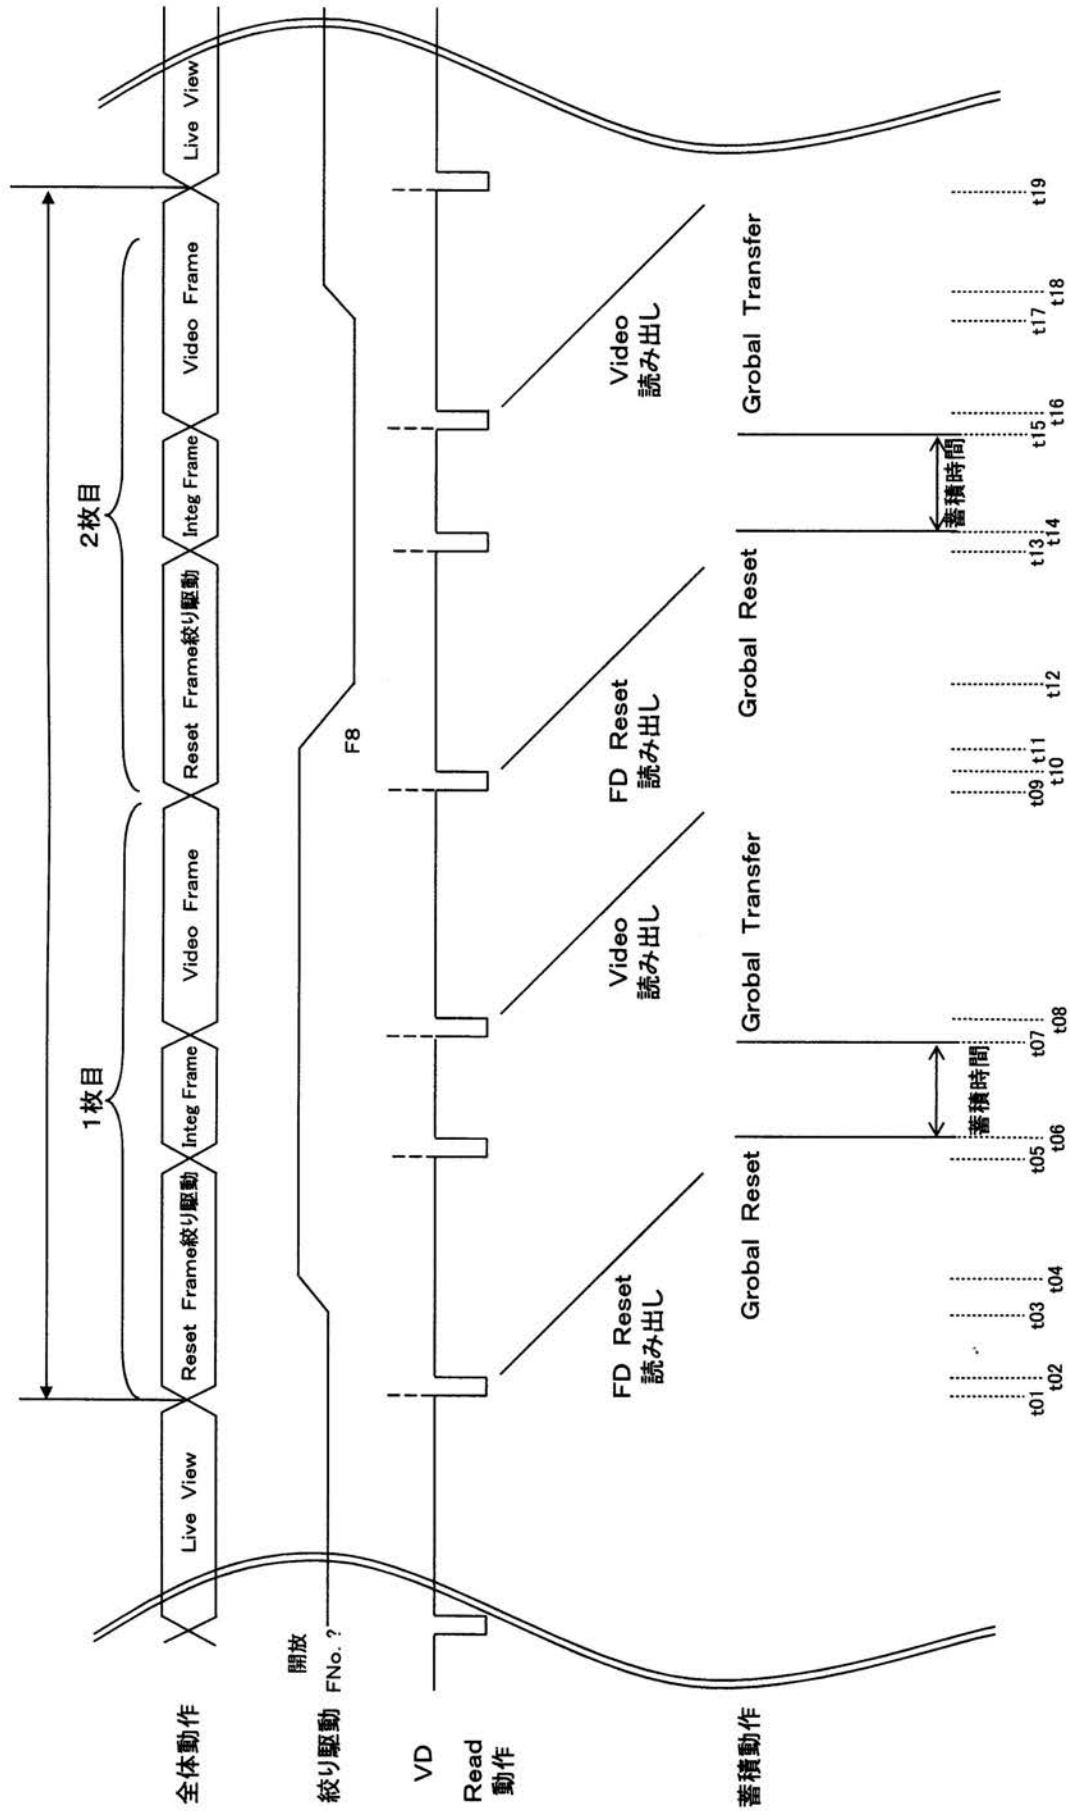 1枚目
2枚目
全体動作
Live View
Reset Frame絞り駆動
Integ Frame
Video Frame
Reset Frame絞り駆動
Integ Frame
Video Frame
Live View
開放
絞り駆動
FNo. ?
F8
VD
Read
動作
FD Reset
読み出し
Video
読み出し
FD Reset
読み出し
Video
読み出し
蓄積動作
Grobal Reset
Grobal Transfer
Grobal Reset
Grobal Transfer
蓄積時間
蓄積時間
t01
t02
t03
t04
t05
t06
t07
t08
t09
t10
t11
t12
t13
t14
t15
t16
t17
t18
t19